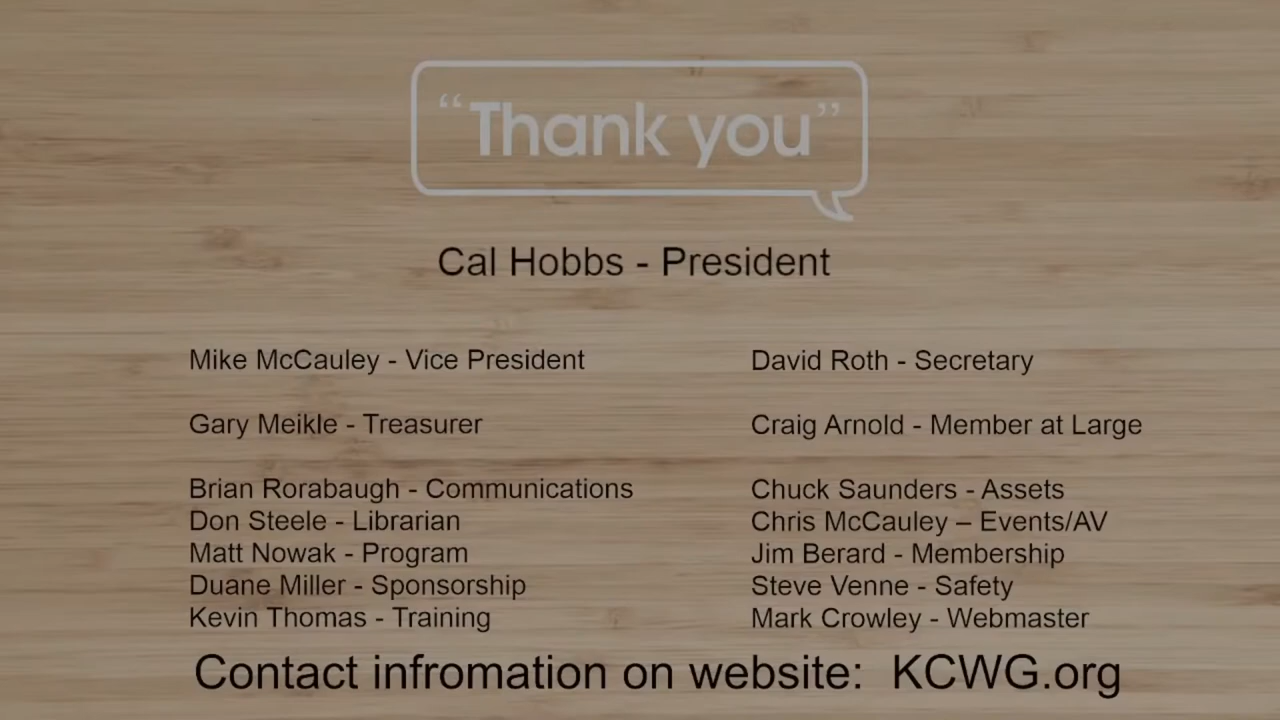 “Thank you”
Cal Hobbs - President
Mike McCauley - Vice President
David Roth - Secretary
Gary Meikle - Treasurer
Craig Arnold - Member at Large
Brian Rorabaugh - Communications
Chuck Saunders - Assets
Don Steele - Librarian
Chris McCauley – Events/AV
Matt Nowak - Program
Jim Berard - Membership
Duane Miller - Sponsorship
Steve Venne - Safety
Kevin Thomas - Training
Mark Crowley - Webmaster
Contact infromation on website: KCWG.org